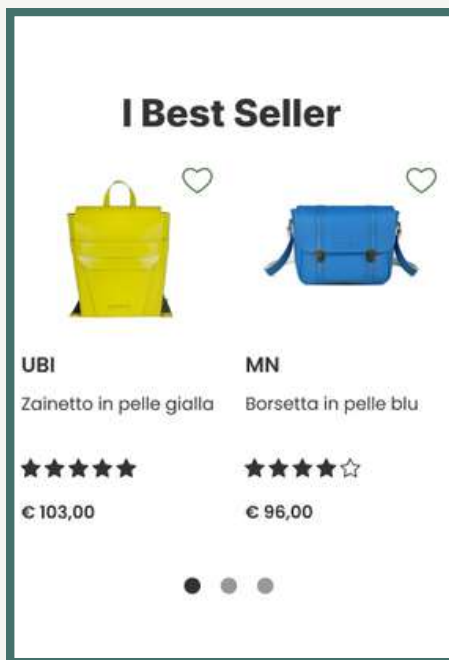 I Best Seller
UBI
Zainetto in pelle gialla
€ 103,00
MN
Borsetta in pelle blu
€ 96,00